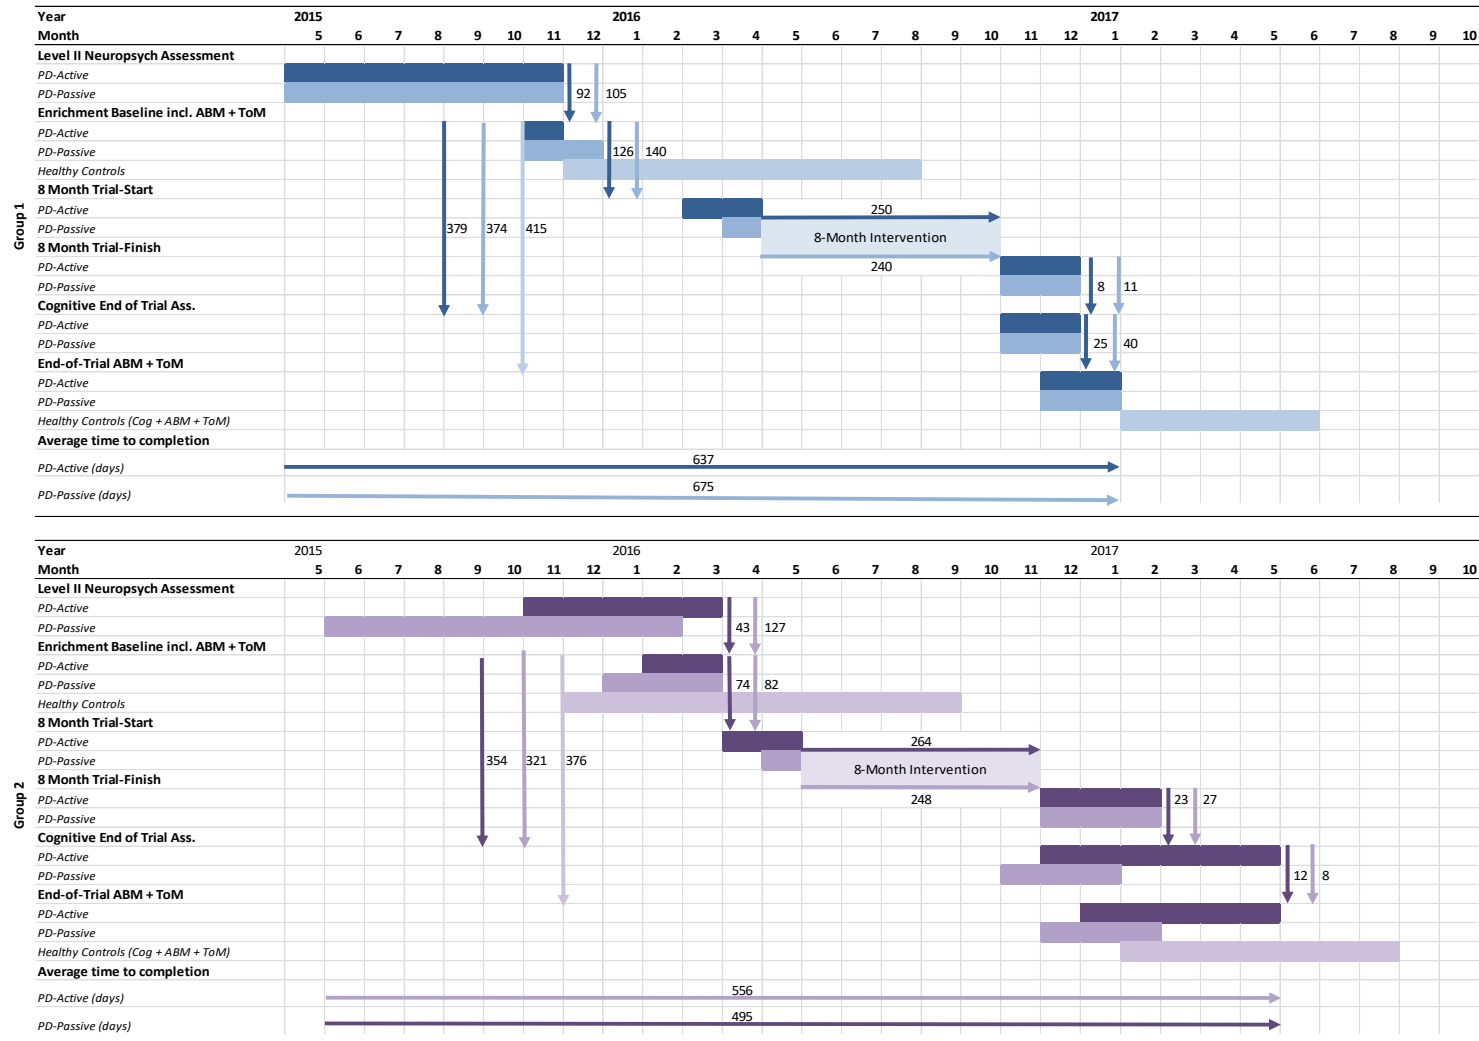 Group 1
Year 2015 2016 2017
Month 5 6 7 8 9 10 11 12 1 2 3 4 5 6 7 8 9 10 11 12 1 2 3 4 5 6 7 8 9 10
Level II Neuropsych Assessment
PD-Active
PD-Passive 92 105
Enrichment Baseline incl. ABM + ToM
PD-Active
PD-Passive 126 140
Healthy Controls
8 Month Trial-Start
PD-Active 250
PD-Passive 379 374 415 8-Month Intervention
8 Month Trial-Finish
PD-Active 240
PD-Passive 8 11
Cognitive End of Trial Ass.
PD-Active
PD-Passive 25 40
End-of-Trial ABM + ToM
PD-Active
PD-Passive
Healthy Controls (Cog + ABM + ToM)
Average time to completion
PD-Active (days) 637
PD-Passive (days) 675
Group 2
Year 2015 2016 2017
Month 5 6 7 8 9 10 11 12 1 2 3 4 5 6 7 8 9 10 11 12 1 2 3 4 5 6 7 8 9 10
Level II Neuropsych Assessment
PD-Active
PD-Passive 43 127
Enrichment Baseline incl. ABM + ToM
PD-Active
PD-Passive 74 82
Healthy Controls
8 Month Trial-Start
PD-Active 264
PD-Passive 354 321 376 8-Month Intervention
8 Month Trial-Finish
PD-Active 248 23 27
PD-Passive
Cognitive End of Trial Ass.
PD-Active
PD-Passive 12 8
End-of-Trial ABM + ToM
PD-Active
PD-Passive
Healthy Controls (Cog + ABM + ToM)
Average time to completion
PD-Active (days) 556
PD-Passive (days) 495